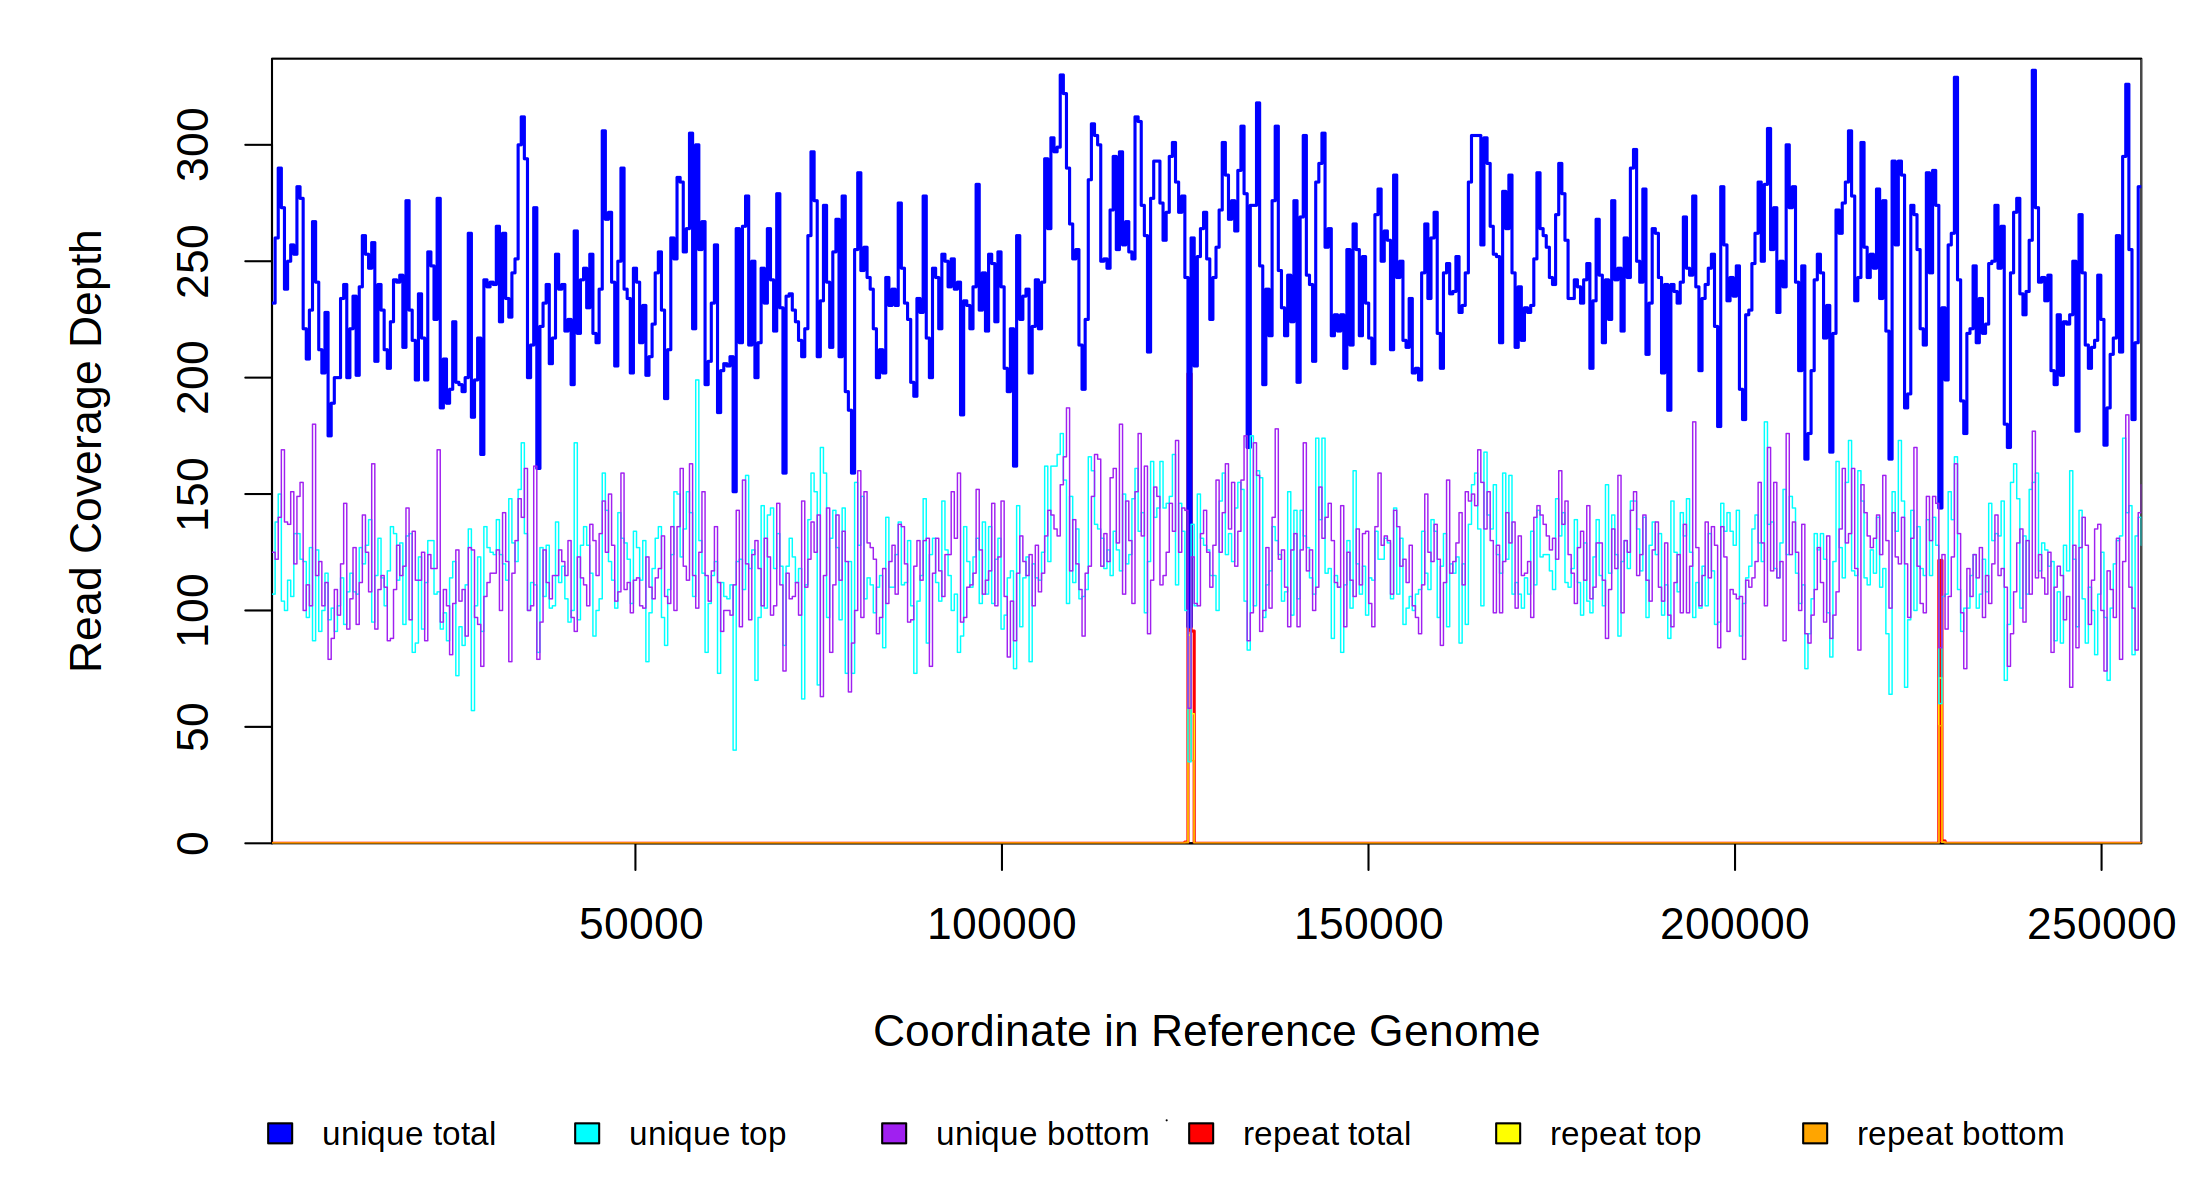 Read Coverage Depth
300
250
200
150
100
50
0
50000 100000 150000 200000 250000
Coordinate in Reference Genome
unique total unique top unique bottom repeat total repeat top repeat bottom